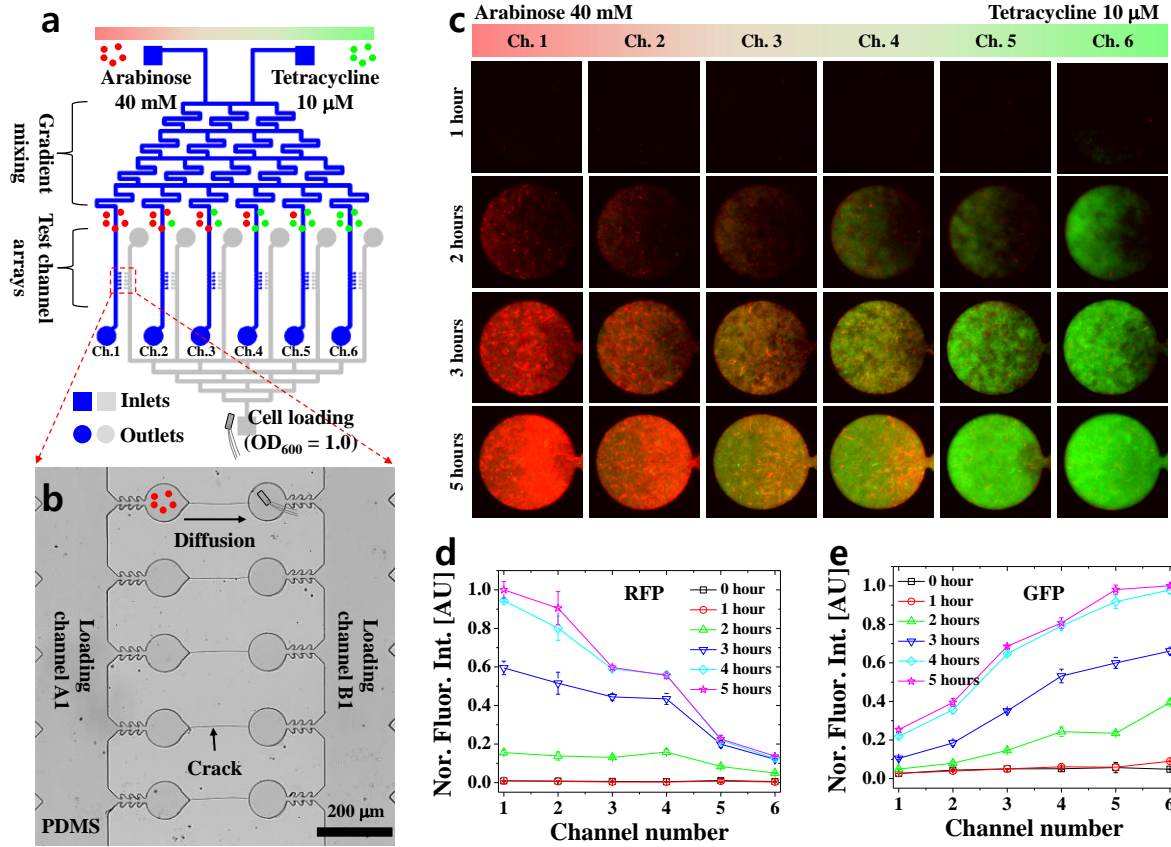 a
Arabinose
40 mM
Tetracycline
10 μM
Gradient
mixing
Test channel
arrays
Ch.1
Ch.2
Ch.3
Ch.4
Ch.5
Ch.6
Inlets
Outlets
Cell loading
(OD600 = 1.0)
b
Diffusion
Loading
channel A1
Loading
channel B1
Crack
PDMS
200 μm
c
Arabinose 40 mM
Tetracycline 10 μM
Ch. 1
Ch. 2
Ch. 3
Ch. 4
Ch. 5
Ch. 6
1 hour
2 hours
3 hours
5 hours
d
Nor. Fluor. Int. [AU]
1.0
0.8
0.6
0.4
0.2
0.0
RFP
0 hour
1 hour
2 hours
3 hours
4 hours
5 hours
1 2 3 4 5 6
Channel number
e
Nor. Fluor. Int. [AU]
1.0
0.8
0.6
0.4
0.2
0.0
GFP
0 hour
1 hour
2 hours
3 hours
4 hours
5 hours
1 2 3 4 5 6
Channel number